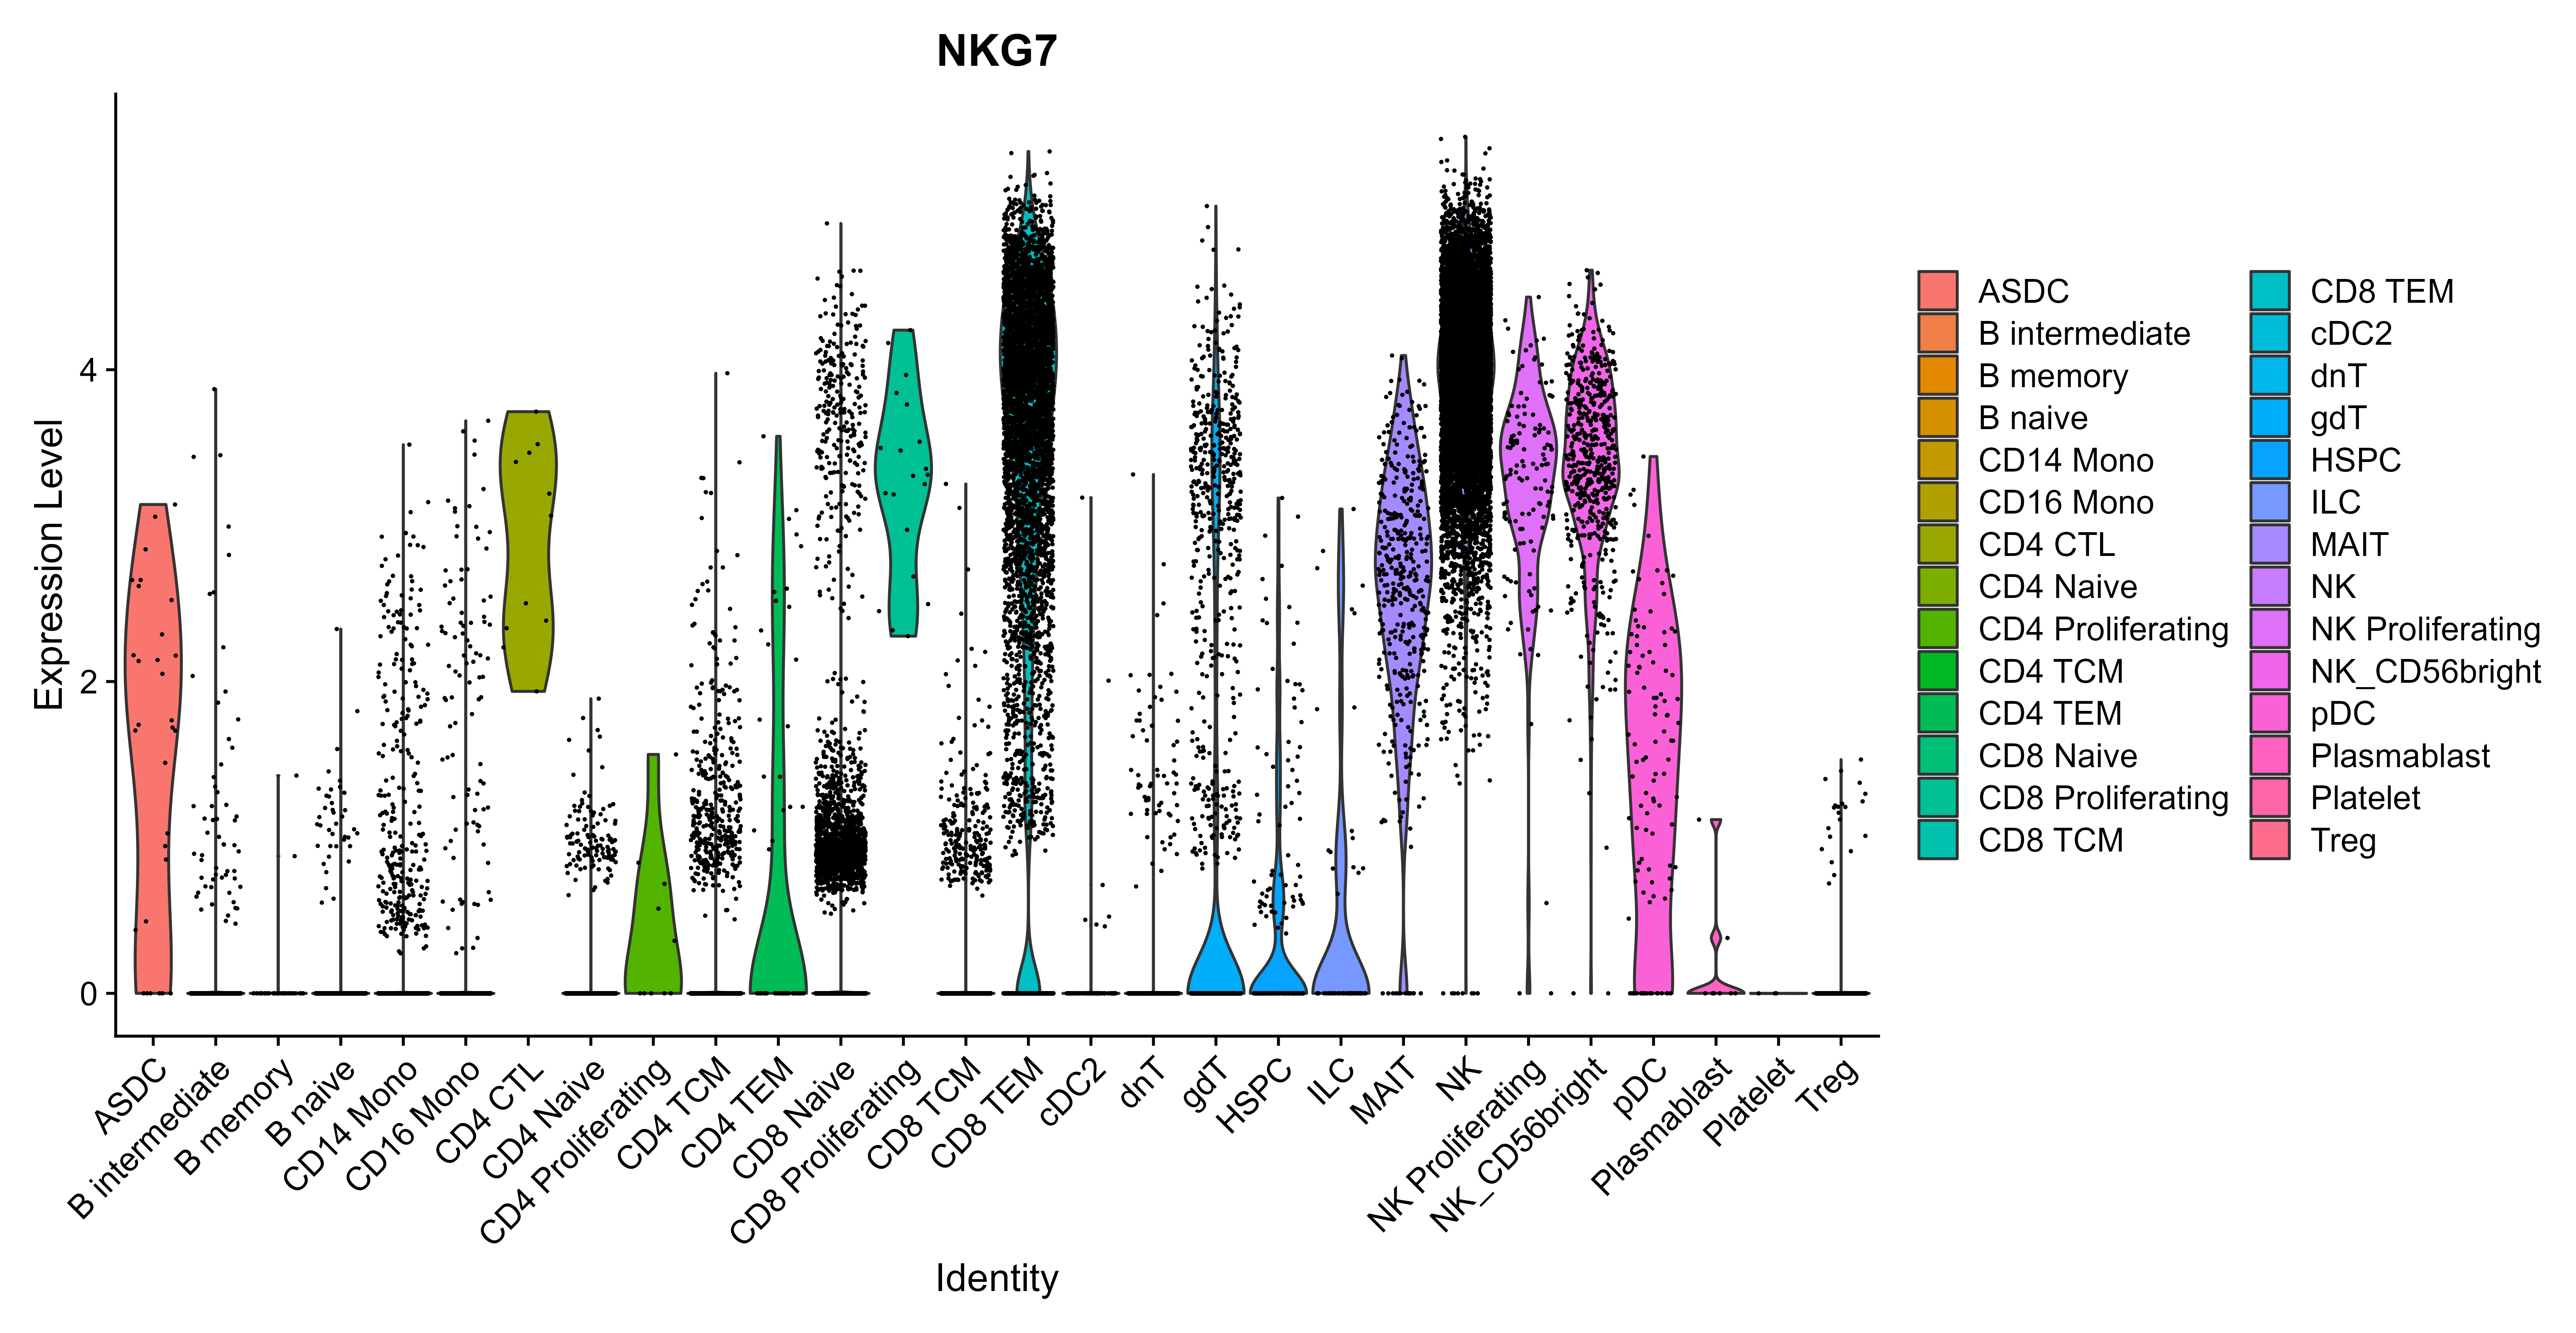 NKG7
Expression Level
4
2
0
ASDC
B intermediate
B memory
B naive
CD14 Mono
CD16 Mono
CD4 CTL
CD4 Naive
CD4 Proliferating
CD4 TCM
CD4 TEM
CD8 Naive
CD8 Proliferating
CD8 TCM
CD8 TEM
cDC2
dnT
gdT
HSPC
ILC
MAIT
NK
NK Proliferating
NK_CD56bright
pDC
Plasmablast
Platelet
Treg
Identity
ASDC
B intermediate
B memory
B naive
CD14 Mono
CD16 Mono
CD4 CTL
CD4 Naive
CD4 Proliferating
CD4 TCM
CD4 TEM
CD8 Naive
CD8 Proliferating
CD8 TCM
CD8 TEM
cDC2
dnT
gdT
HSPC
ILC
MAIT
NK
NK Proliferating
NK_CD56bright
pDC
Plasmablast
Platelet
Treg